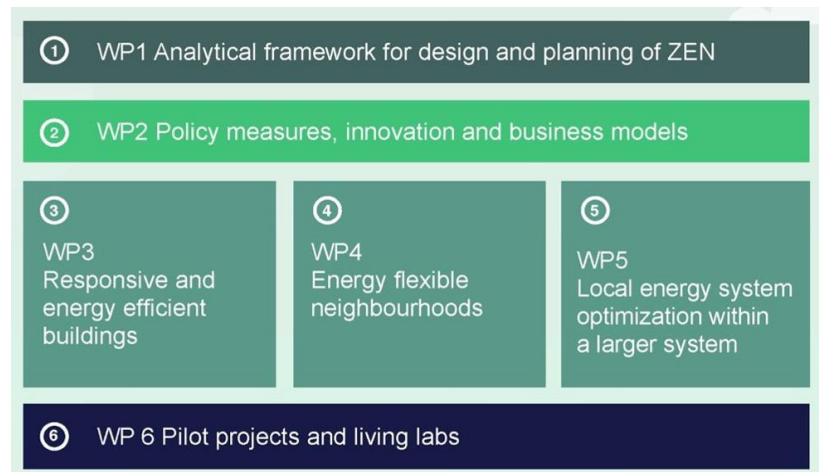 1 WP1 Analytical framework for design and planning of ZEN
2 WP2 Policy measures, innovation and business models
3
WP3
Responsive and
energy efficient
buildings
4
WP4
Energy flexible
neighbourhoods
5
WP5
Local energy system
optimization within
a larger system
6 WP 6 Pilot projects and living labs